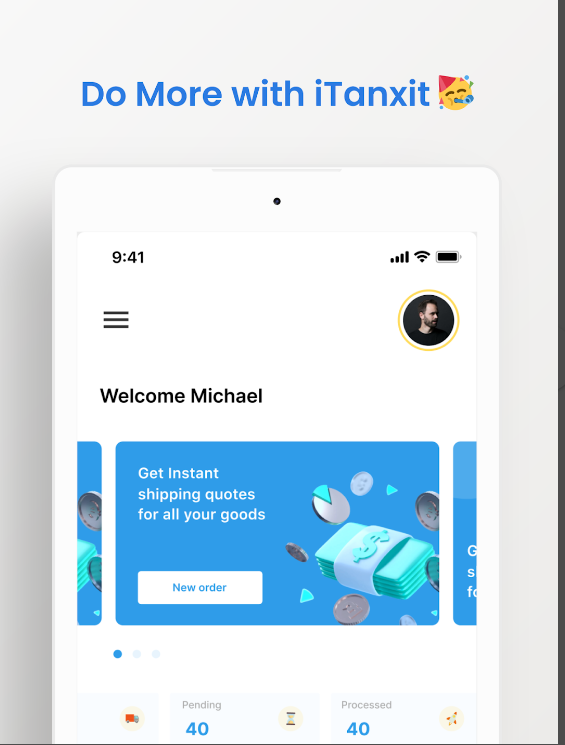 Do More with iTanxit 🥳
9:41
Welcome Michael
Get Instant
shipping quotes
for all your goods
New order
Pending
40
Processed
40